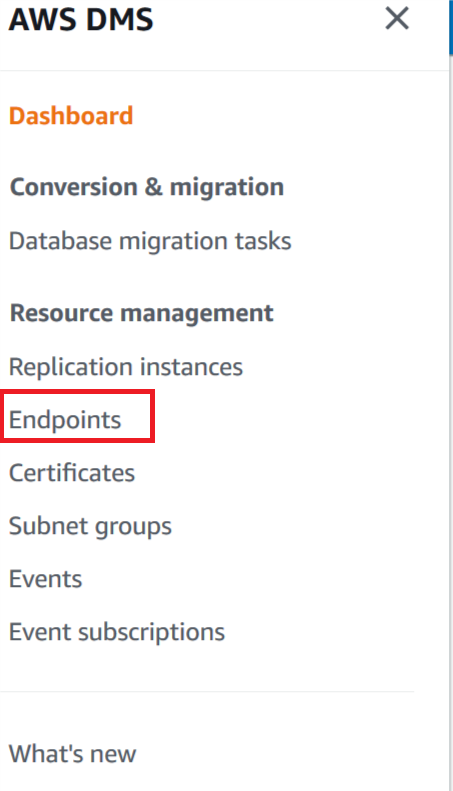 AWS DMS
Dashboard
Conversion & migration
Database migration tasks
Resource management
Replication instances
Endpoints
Certificates
Subnet groups
Events
Event subscriptions
What's new